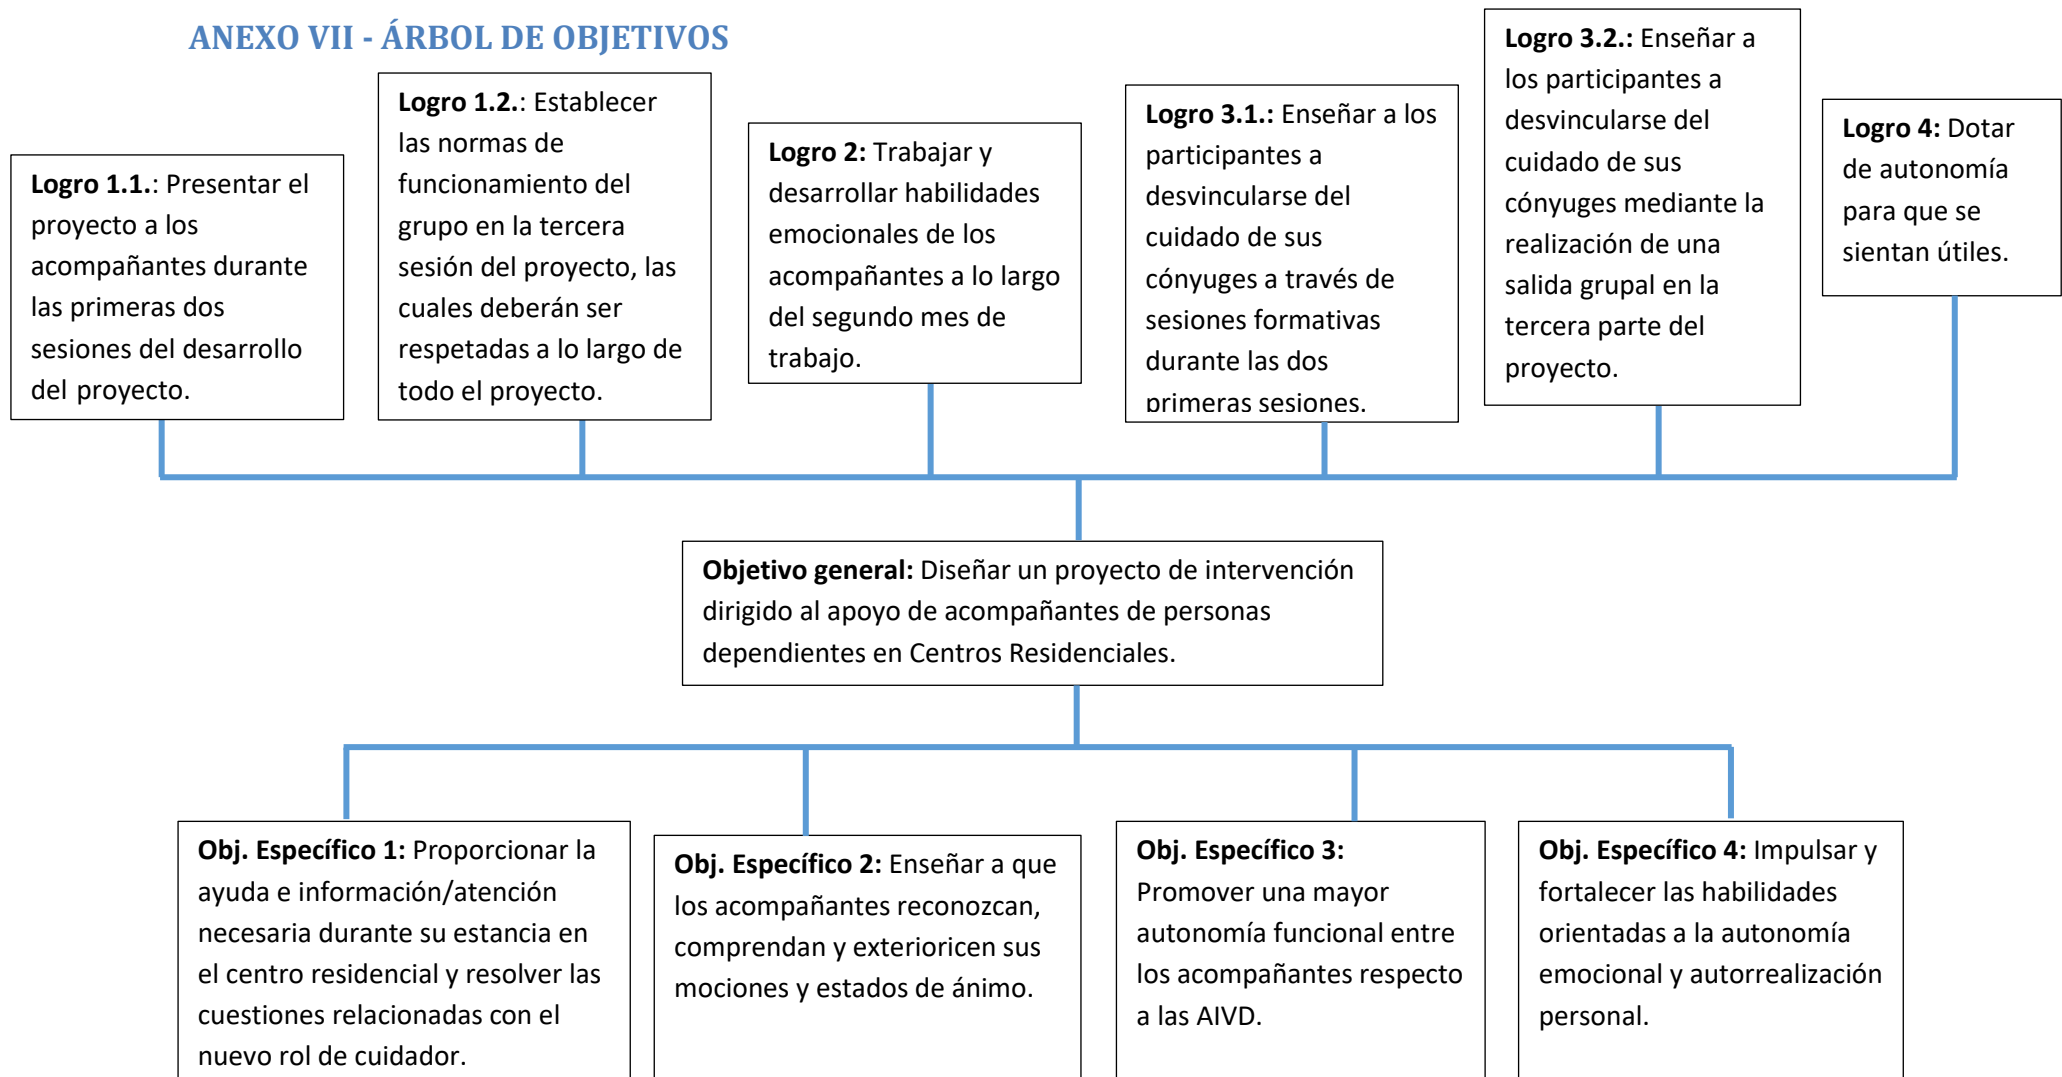 ANEXO VII - ÁRBOL DE OBJETIVOS
Logro 1.1.: Presentar el
proyecto a los
acompañantes durante
las primeras dos
sesiones del desarrollo
del proyecto.
Logro 1.2.: Establecer
las normas de
funcionamiento del
grupo en la tercera
sesión del proyecto, las
cuales deberán ser
respetadas a lo largo de
todo el proyecto.
Logro 2: Trabajar y
desarrollar habilidades
emocionales de los
acompañantes a lo largo
del segundo mes de
trabajo.
Logro 3.1.: Enseñar a los
participantes a
desvincularse del
cuidado de sus
cónyuges a través de
sesiones formativas
durante las dos
primeras sesiones.
Logro 3.2.: Enseñar a
los participantes a
desvincularse del
cuidado de sus
cónyuges mediante la
realización de una
salida grupal en la
tercera parte del
proyecto.
Logro 4: Dotar
de autonomía
para que se
sientan útiles.
Objetivo general: Diseñar un proyecto de intervención
dirigido al apoyo de acompañantes de personas
dependientes en Centros Residenciales.
Obj. Específico 1: Proporcionar la
ayuda e información/atención
necesaria durante su estancia en
el centro residencial y resolver las
cuestiones relacionadas con el
nuevo rol de cuidador.
Obj. Específico 2: Enseñar a que
los acompañantes reconozcan,
comprendan y exterioricen sus
mociones y estados de ánimo.
Obj. Específico 3:
Promover una mayor
autonomía funcional entre
los acompañantes respecto
a las AIVD.
Obj. Específico 4: Impulsar y
fortalecer las habilidades
orientadas a la autonomía
emocional y autorrealización
personal.